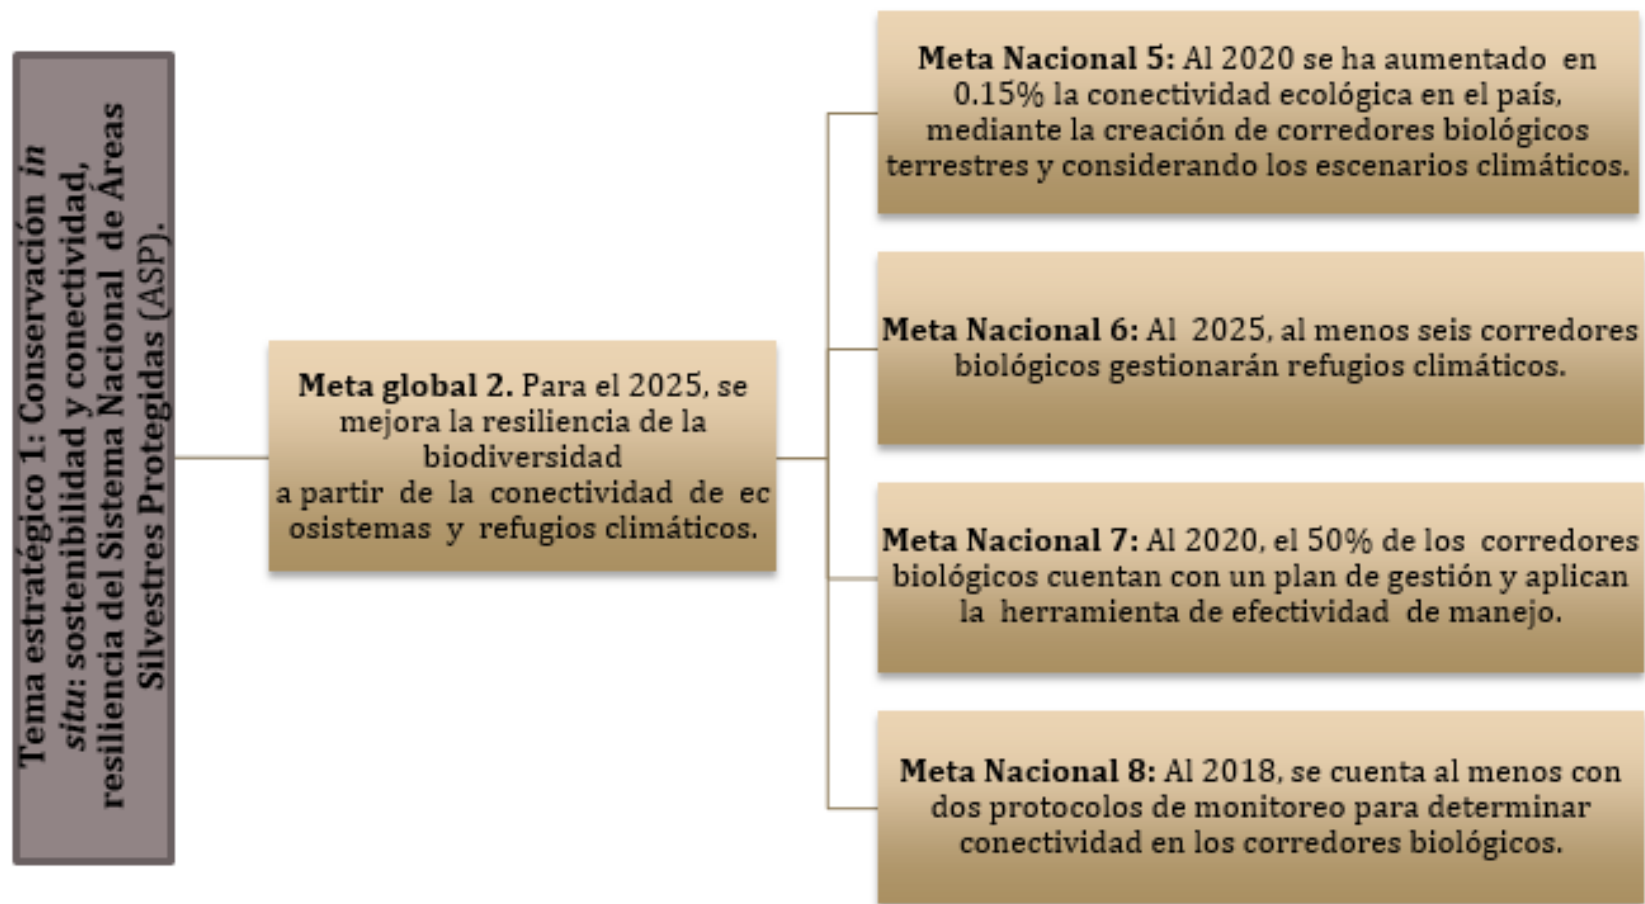 Tema estratégico 1: Conservación in
situ: sostenibilidad y conectividad,
resiliencia del Sistema Nacional de Áreas
Silvestres Protegidas (ASP).
Meta global 2. Para el 2025, se
mejora la resiliencia de la
biodiversidad
a partir de la conectividad de ec
osistemas y refugios climáticos.
Meta Nacional 5: Al 2020 se ha aumentado en
0.15% la conectividad ecológica en el país,
mediante la creación de corredores biológicos
terrestres y considerando los escenarios climáticos.
Meta Nacional 6: Al 2025, al menos seis corredores
biológicos gestionarán refugios climáticos.
Meta Nacional 7: Al 2020, el 50% de los corredores
biológicos cuentan con un plan de gestión y aplican
la herramienta de efectividad de manejo.
Meta Nacional 8: Al 2018, se cuenta al menos con
dos protocolos de monitoreo para determinar
conectividad en los corredores biológicos.